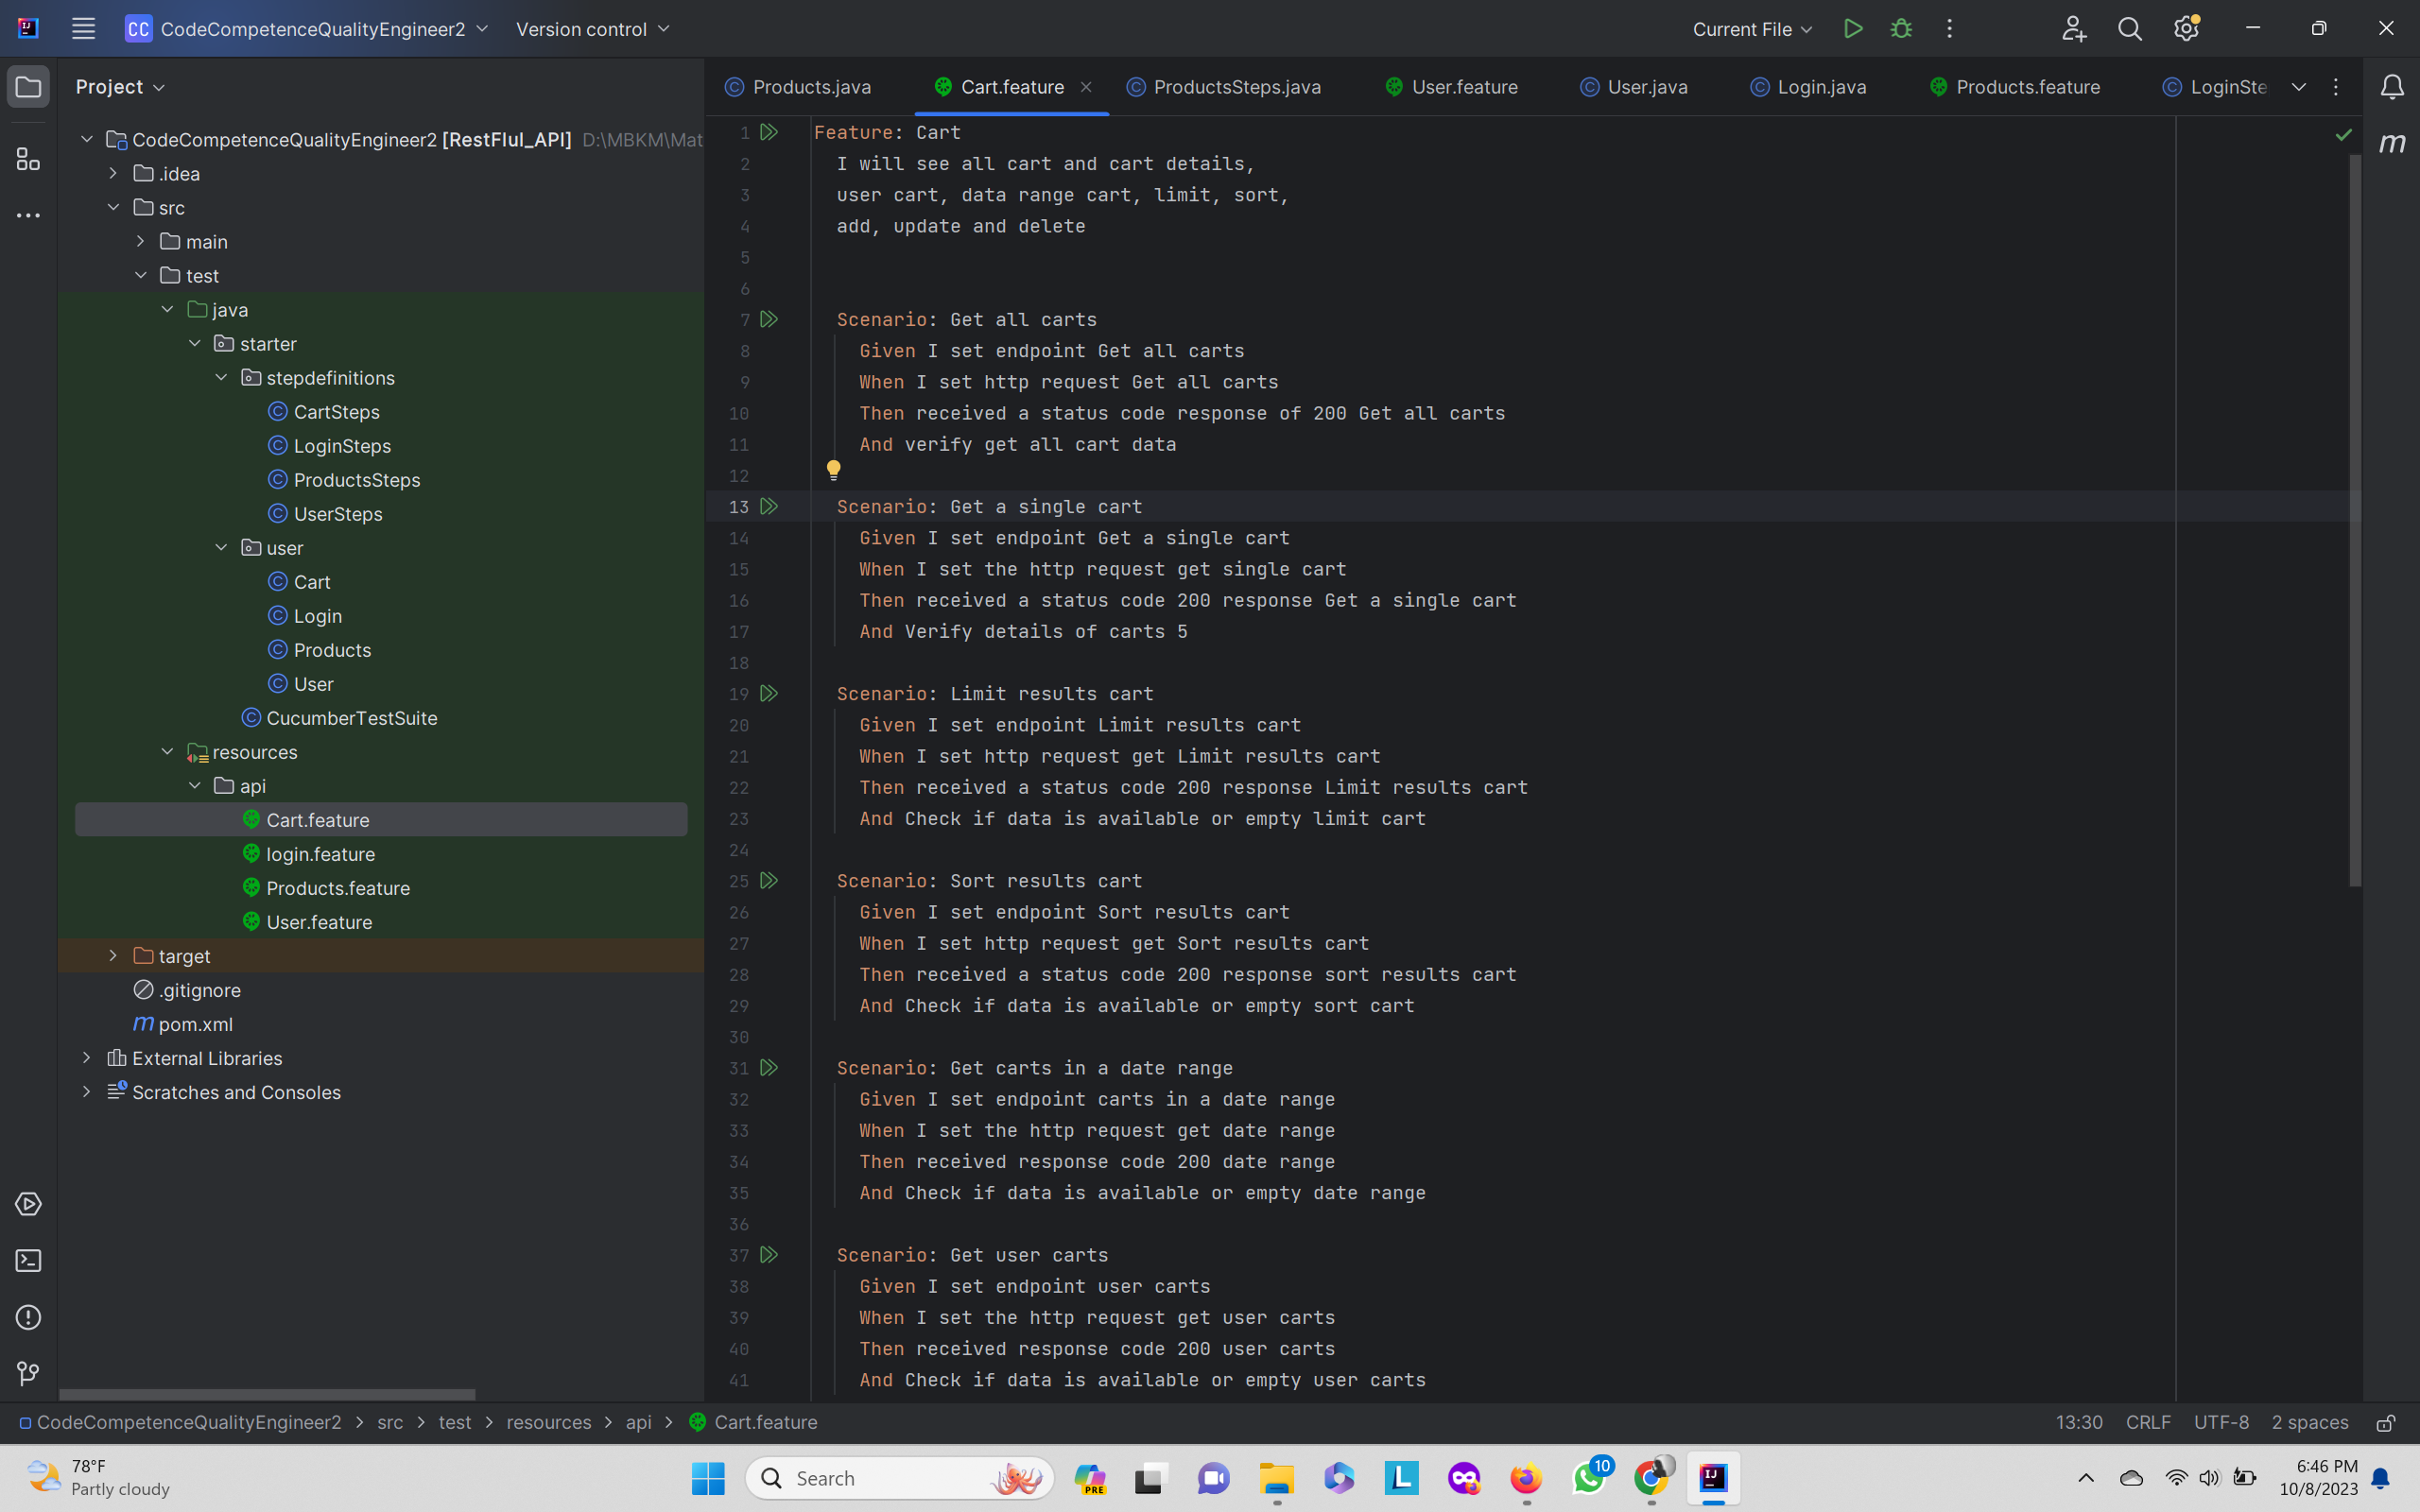 CC CodeCompetenceQualityEngineer2 Version control Current File
Project
Products.java Cart.feature ProductsSteps.java User.feature User.java Login.java Products.feature LoginSte
CodeCompetenceQualityEngineer2 [RestFlul_API] D:\MBKM\Mat
.idea
src
main
test
java
starter
stepdefinitions
CartSteps
LoginSteps
ProductsSteps
UserSteps
user
Cart
Login
Products
User
CucumberTestSuite
resources
api
Cart.feature
login.feature
Products.feature
User.feature
target
.gitignore
m pom.xml
External Libraries
Scratches and Consoles
1 Feature: Cart
2 I will see all cart and cart details,
3 user cart, data range cart, limit, sort,
4 add, update and delete
5
6
7 Scenario: Get all carts
8 Given I set endpoint Get all carts
9 When I set http request Get all carts
10 Then received a status code response of 200 Get all carts
11 And verify get all cart data
12
13 Scenario: Get a single cart
14 Given I set endpoint Get a single cart
15 When I set the http request get single cart
16 Then received a status code 200 response Get a single cart
17 And Verify details of carts 5
18
19 Scenario: Limit results cart
20 Given I set endpoint Limit results cart
21 When I set http request get Limit results cart
22 Then received a status code 200 response Limit results cart
23 And Check if data is available or empty limit cart
24
25 Scenario: Sort results cart
26 Given I set endpoint Sort results cart
27 When I set http request get Sort results cart
28 Then received a status code 200 response sort results cart
29 And Check if data is available or empty sort cart
30
31 Scenario: Get carts in a date range
32 Given I set endpoint carts in a date range
33 When I set the http request get date range
34 Then received response code 200 date range
35 And Check if data is available or empty date range
36
37 Scenario: Get user carts
38 Given I set endpoint user carts
39 When I set the http request get user carts
40 Then received response code 200 user carts
41 And Check if data is available or empty user carts
m
CodeCompetenceQualityEngineer2 > src > test > resources > api > Cart.feature 13:30 CRLF UTF-8 2 spaces
78°F
Partly cloudy
Search
PRE
L
10
IJ
6:46 PM
10/8/2023